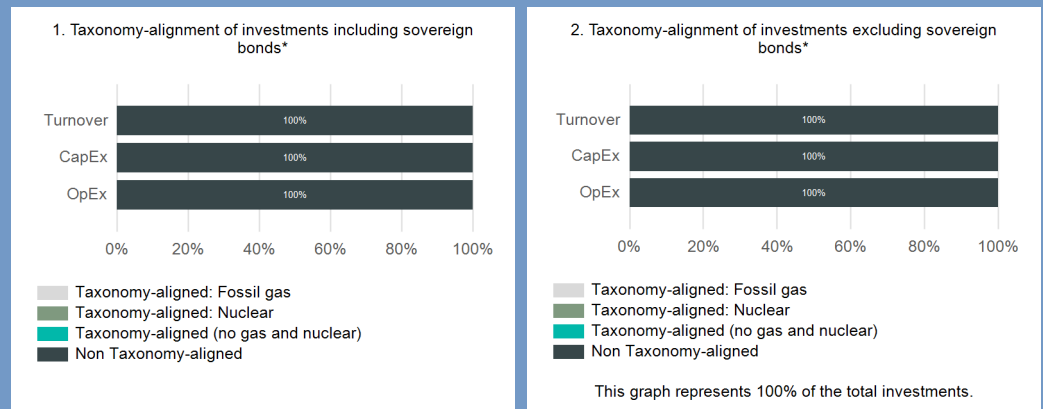 1. Taxonomy-alignment of investments including sovereign
bonds*
Turnover
100%
CapEx
100%
OpEx
100%
0% 20% 40% 60% 80% 100%
Taxonomy-aligned: Fossil gas
Taxonomy-aligned: Nuclear
Taxonomy-aligned (no gas and nuclear)
Non Taxonomy-aligned
2. Taxonomy-alignment of investments excluding sovereign
bonds*
Turnover
100%
CapEx
100%
OpEx
100%
0% 20% 40% 60% 80% 100%
Taxonomy-aligned: Fossil gas
Taxonomy-aligned: Nuclear
Taxonomy-aligned (no gas and nuclear)
Non Taxonomy-aligned
This graph represents 100% of the total investments.